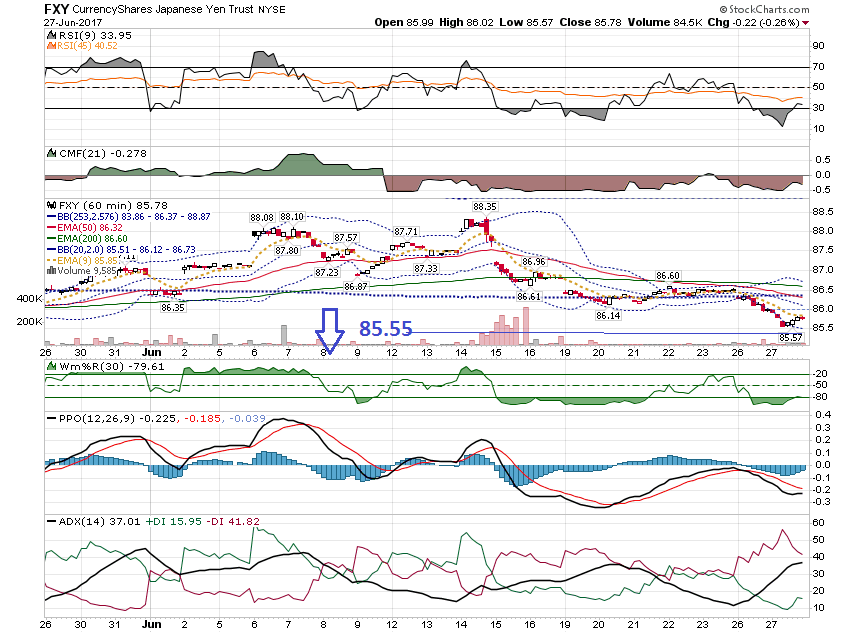 FXY CurrencyShares Japanese Yen Trust NYSE © StockCharts.com
27-Jun-2017 Open 85.99 High 86.02 Low 85.57 Close 85.78 Volume 84.5K Chg -0.22 (-0.26%)
RSI(9) 33.95
RSI(45) 40.52
90
70
50
30
10
CMF(21) -0.278
0.5
0.0
-0.5
FXY (60 min) 85.78
BB(253,2.576) 83.86 - 86.37 - 88.87
EMA(50) 86.32
EMA(200) 86.60
BB(20,2.0) 85.51 - 86.12 - 86.73
EMA(9) 85.85
Volume 9,585
400K
200K
88.5
88.0
87.5
87.0
86.5
86.0
85.5
86.35
88.08
88.10
87.80
87.23
87.57
86.87
87.71
87.33
88.35
86.61
86.96
86.14
86.60
85.57
85.55
26 30 31 Jun 2 5 6 7 8 9 12 13 14 15 16 19 20 21 22 23 26 27
Wm%R(30) -79.61
-20
-50
-80
PPO(12,26,9) -0.225, -0.185, -0.039
0.4
0.3
0.2
0.1
0.0
-0.1
-0.2
-0.3
ADX(14) 37.01 +DI 15.95 -DI 41.82
60
50
40
30
20
10
26 30 31 Jun 2 5 6 7 8 9 12 13 14 15 16 19 20 21 22 23 26 27